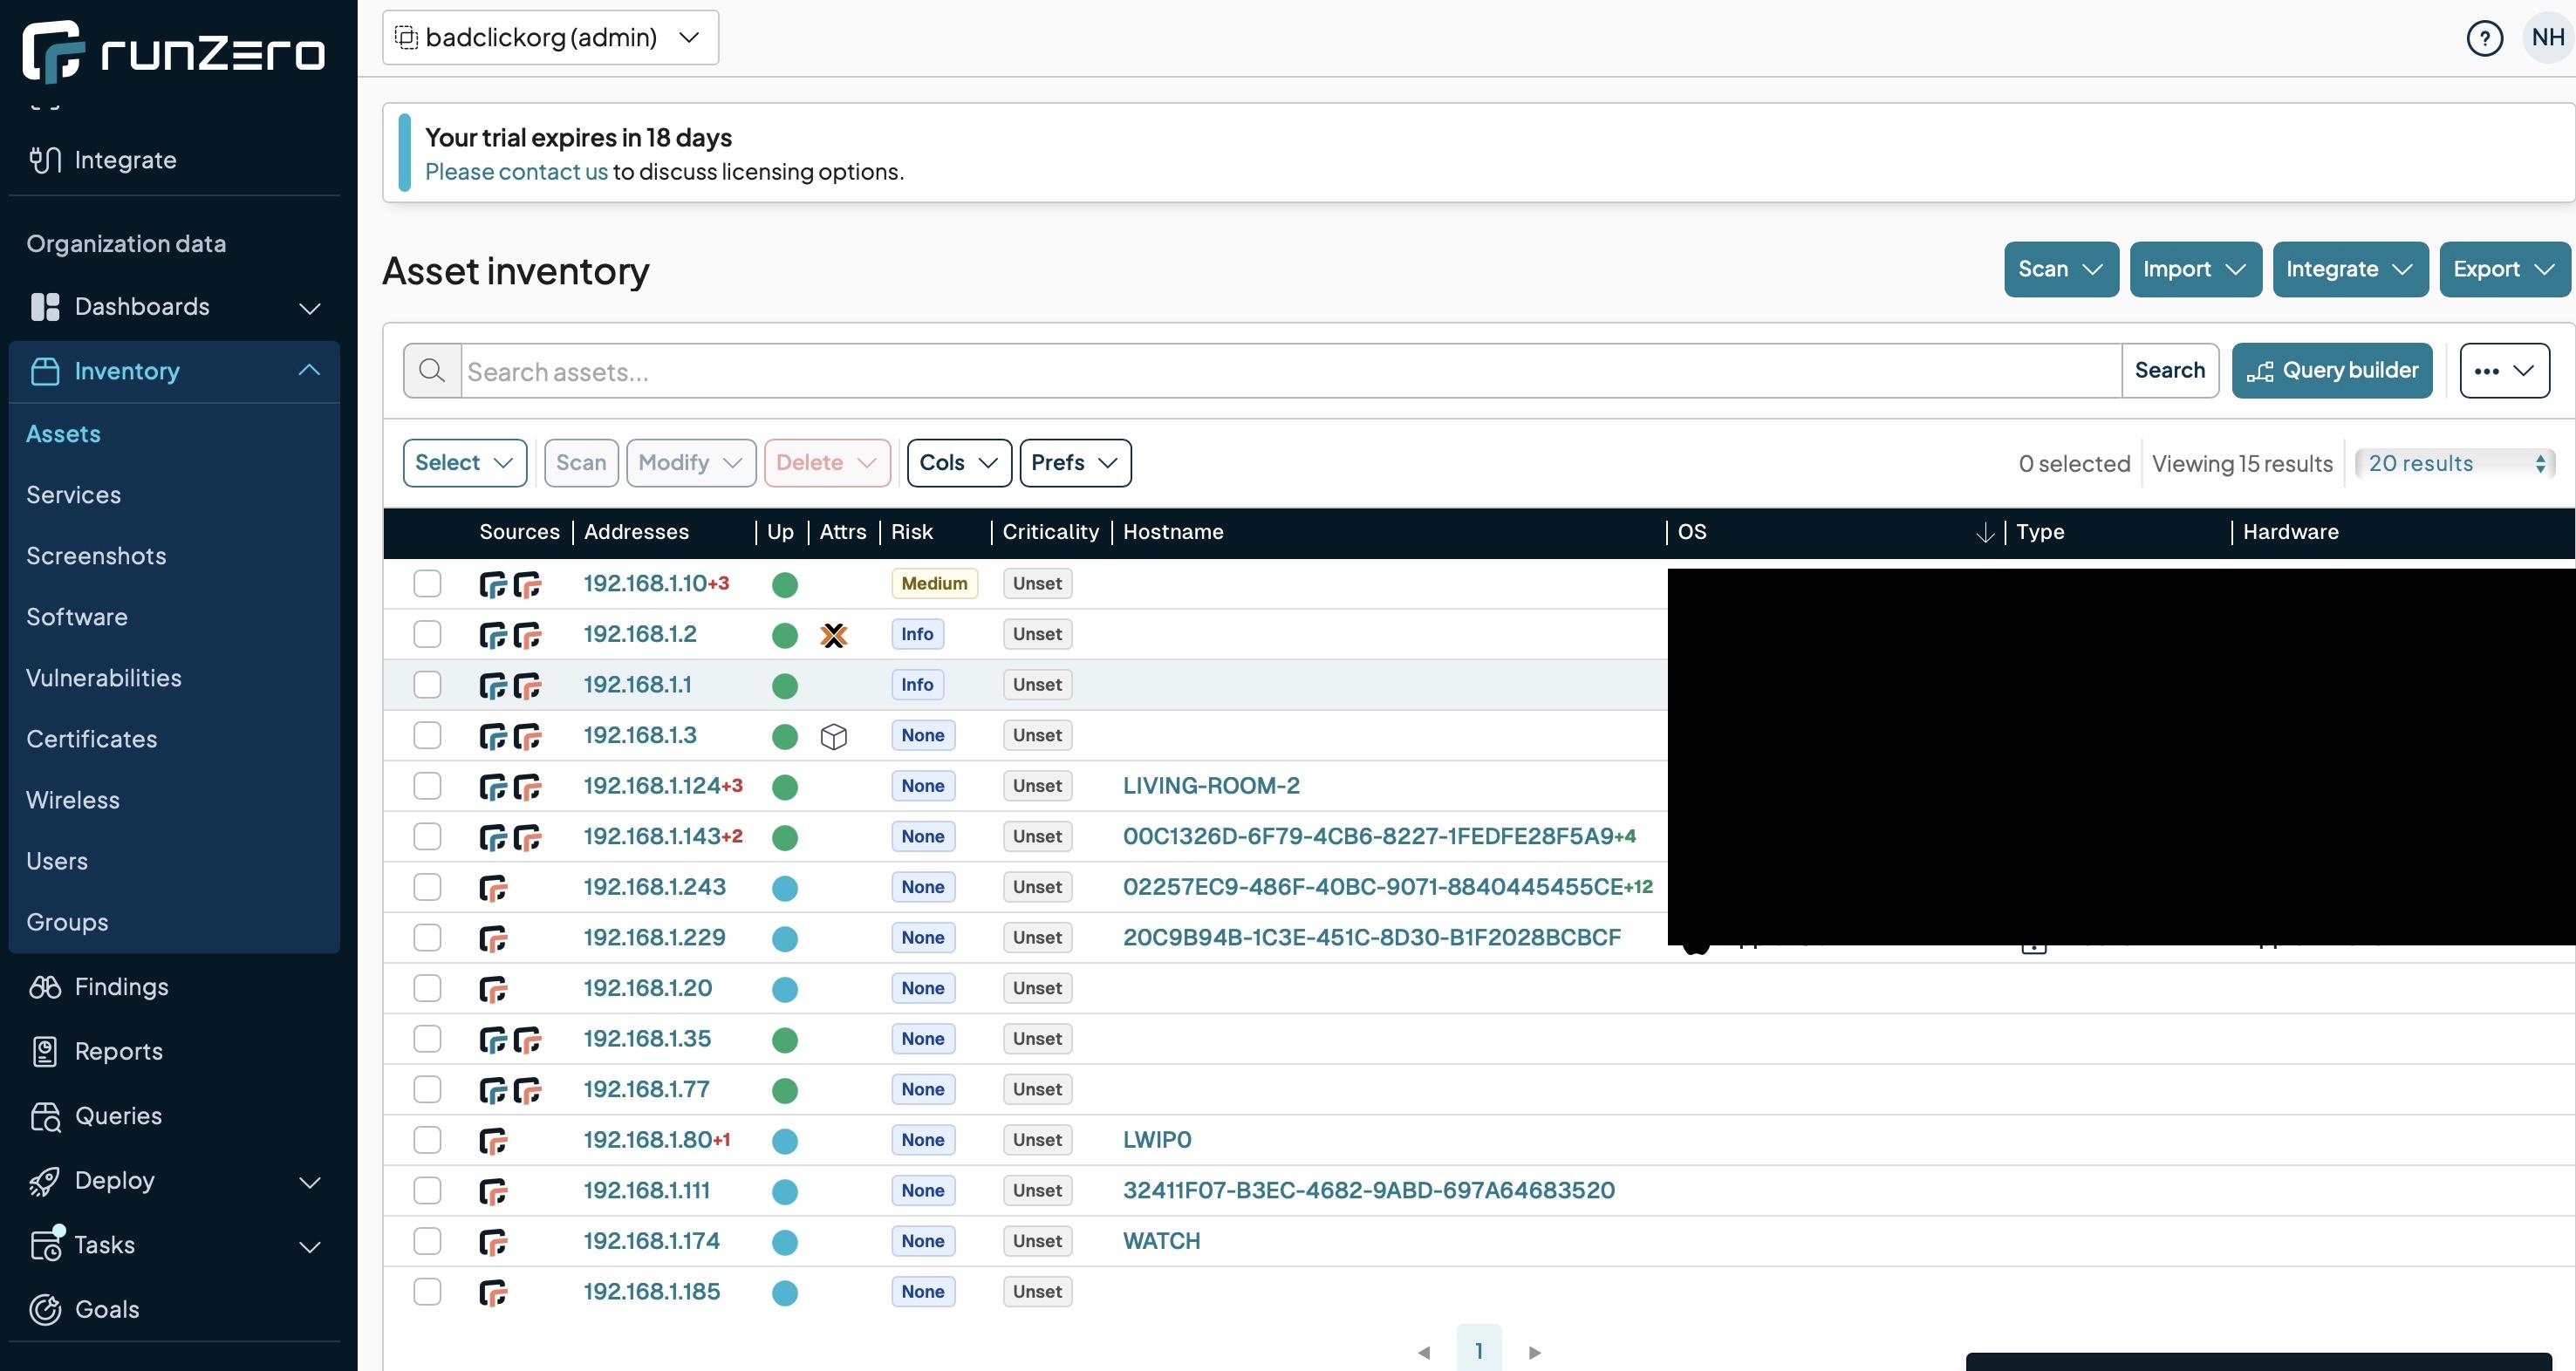 runZero
Integrate
Organization data
Dashboards
Inventory
Assets
Services
Screenshots
Software
Vulnerabilities
Certificates
Wireless
Users
Groups
Findings
Reports
Queries
Deploy
Tasks
Goals
badclickorg (admin)
? NH
Your trial expires in 18 days
Please contact us to discuss licensing options.
Asset inventory
Scan Import Integrate Export
Search assets... Search Query builder •••
Select Scan Modify Delete Cols Prefs 0 selected Viewing 15 results 20 results
Sources Addresses Up Attrs Risk Criticality Hostname OS Type Hardware
192.168.1.10+3 Medium Unset
192.168.1.2 Info Unset
192.168.1.1 Info Unset
192.168.1.3 None Unset
192.168.1.124+3 None Unset LIVING-ROOM-2
192.168.1.143+2 None Unset 00C1326D-6F79-4CB6-8227-1FEDFE28F5A9+4
192.168.1.243 None Unset 02257EC9-486F-40BC-9071-8840445455CE+12
192.168.1.229 None Unset 20C9B94B-1C3E-451C-8D30-B1F2028BCBCF
192.168.1.20 None Unset
192.168.1.35 None Unset
192.168.1.77 None Unset
192.168.1.80+1 None Unset LWIP0
192.168.1.111 None Unset 32411F07-B3EC-4682-9ABD-697A64683520
192.168.1.174 None Unset WATCH
192.168.1.185 None Unset
1